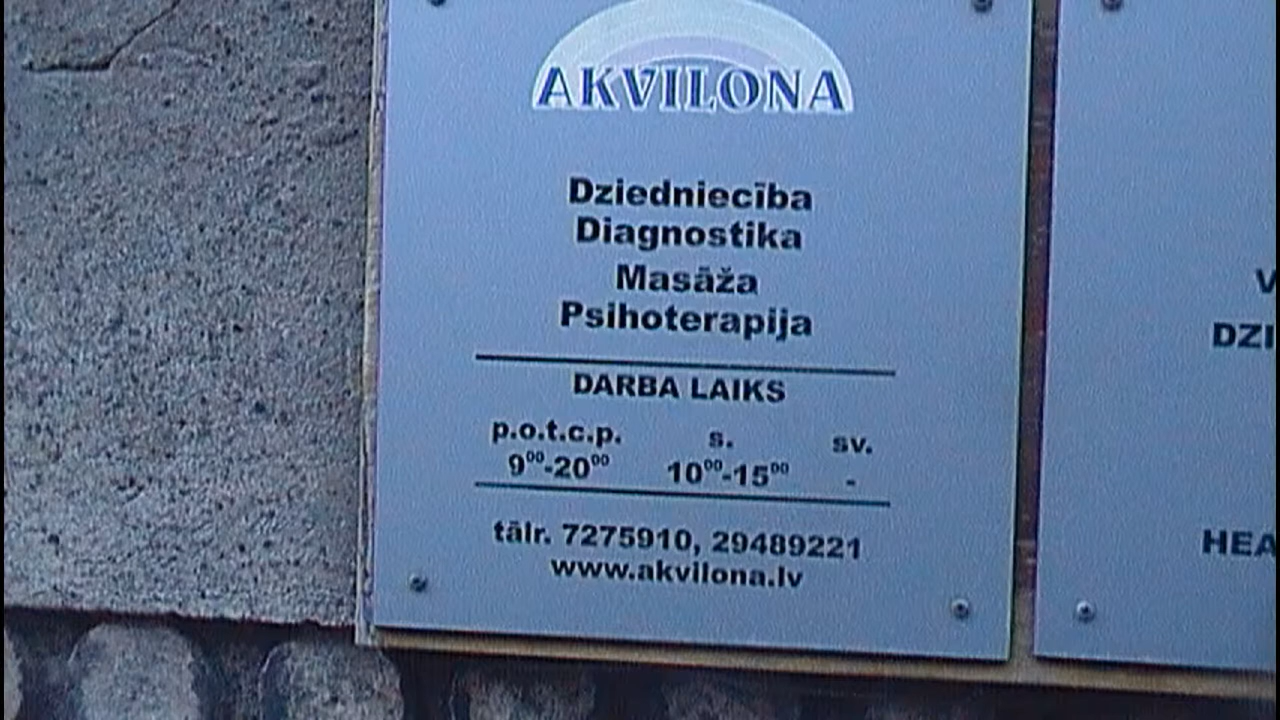 AKVILONA
Dziedniecība
Diagnostika
Masāža
Psihoterapija
DARBA LAIKS
p.o.t.c.p. s. sv.
9⁰⁰-20⁰⁰ 10⁰⁰-15⁰⁰ -
tālr. 7275910, 29489221
www.akvilona.lv
V
DZI
HEA